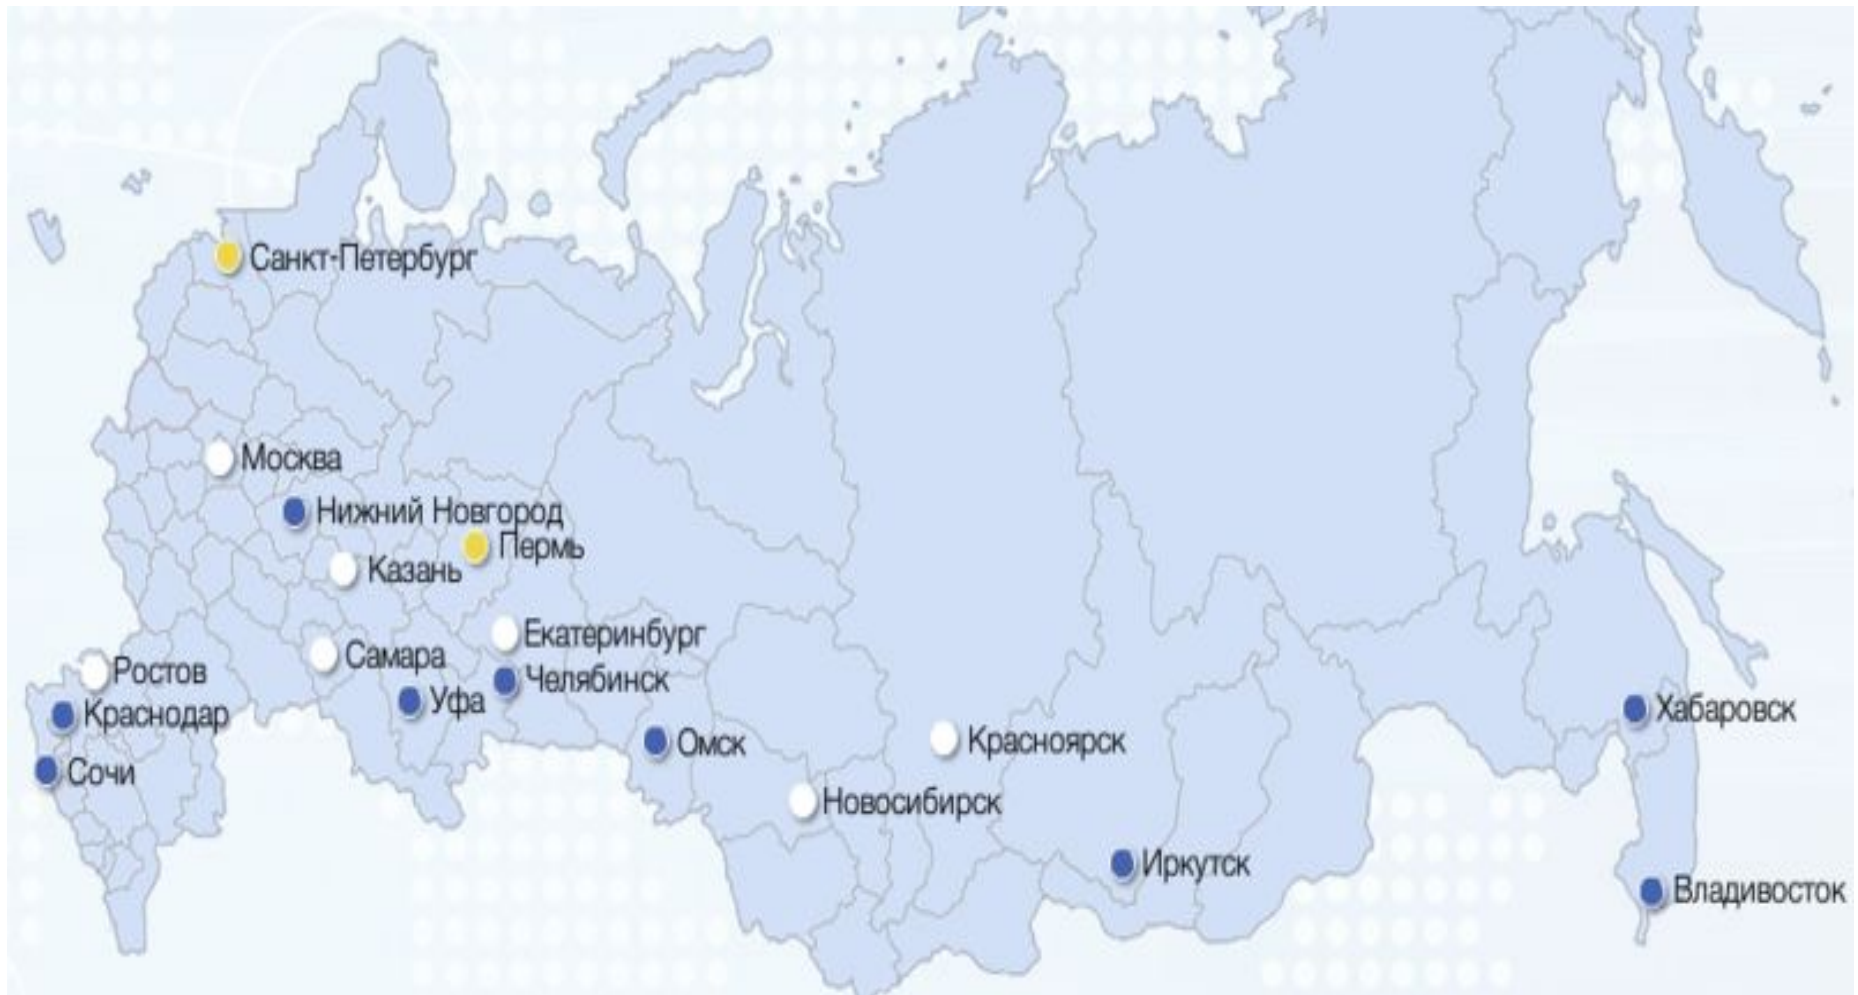 Санкт-Петербург
Москва
Нижний Новгород
Пермь
Казань
Екатеринбург
Самара
Ростов
Челябинск
Уфа
Краснодар
Хабаровск
Омск
Красноярск
Сочи
Новосибирск
Иркутск
Владивосток